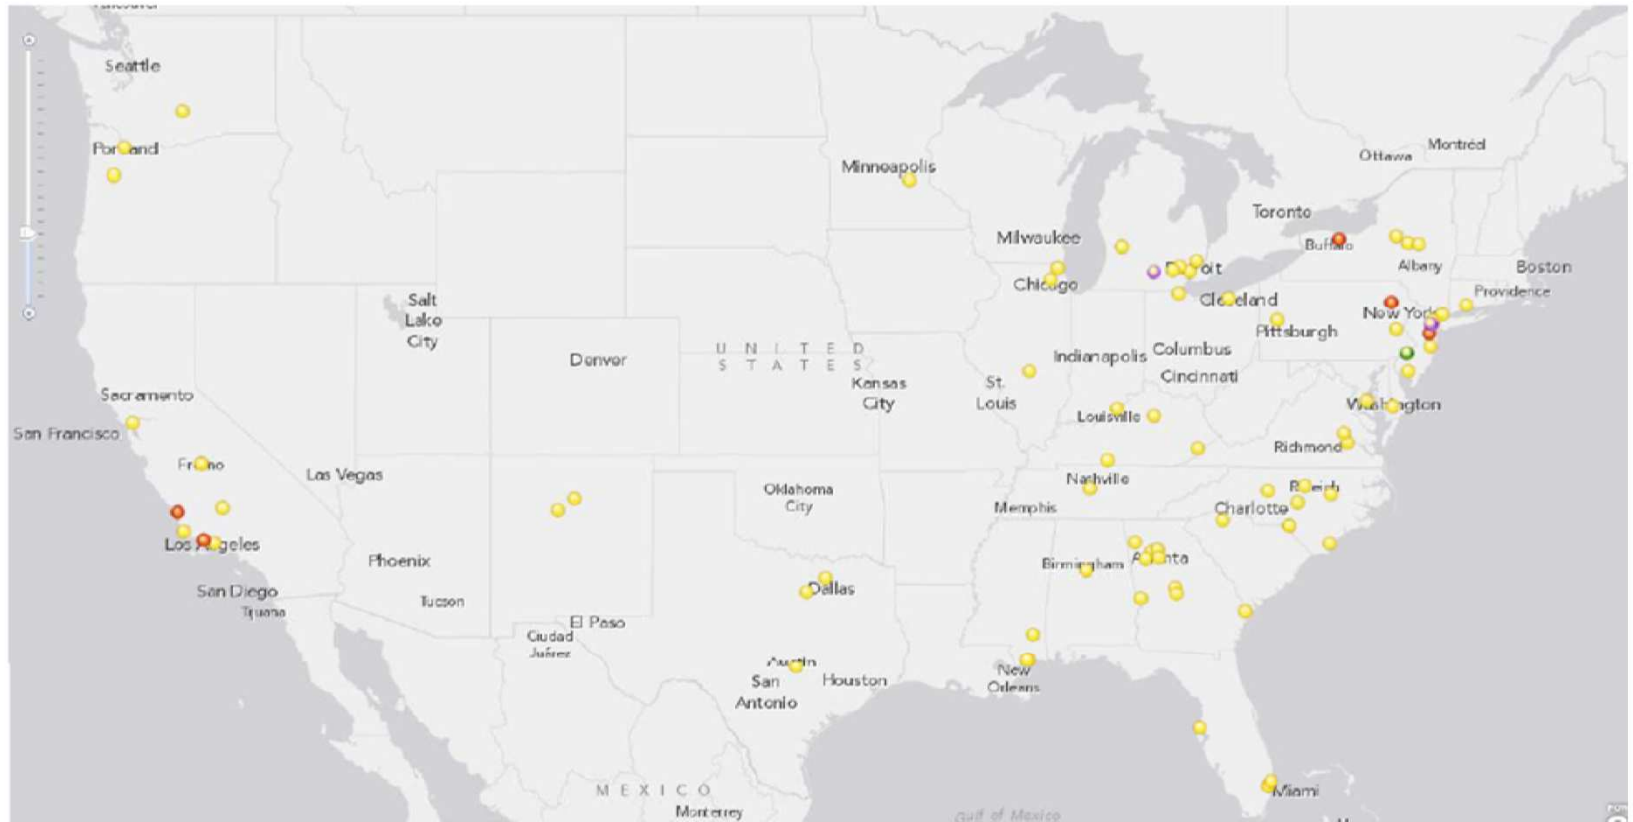 Vancouver
Seattle
Portland
Minneapolis
Ottawa
Montréal
Toronto
Milwaukee
Buffalo
Detroit
Albany
Boston
Chicago
Cleveland
Providence
Salt
Lake
City
New York
Pittsburgh
UNITED
STATES
Denver
Indianapolis
Columbus
Cincinnati
Kansas
City
St.
Louis
Sacramento
Washington
Louisville
San Francisco
Richmond
Fresno
Las Vegas
Nashville
Oklahoma
City
Raleigh
Memphis
Charlotte
Los Angeles
Phoenix
Birmingham
Atlanta
San Diego
Tijuana
Tucson
Dallas
El Paso
Ciudad
Juárez
Austin
San
Antonio
Houston
New
Orleans
MEXICO
Monterrey
Miami
Gulf of Mexico